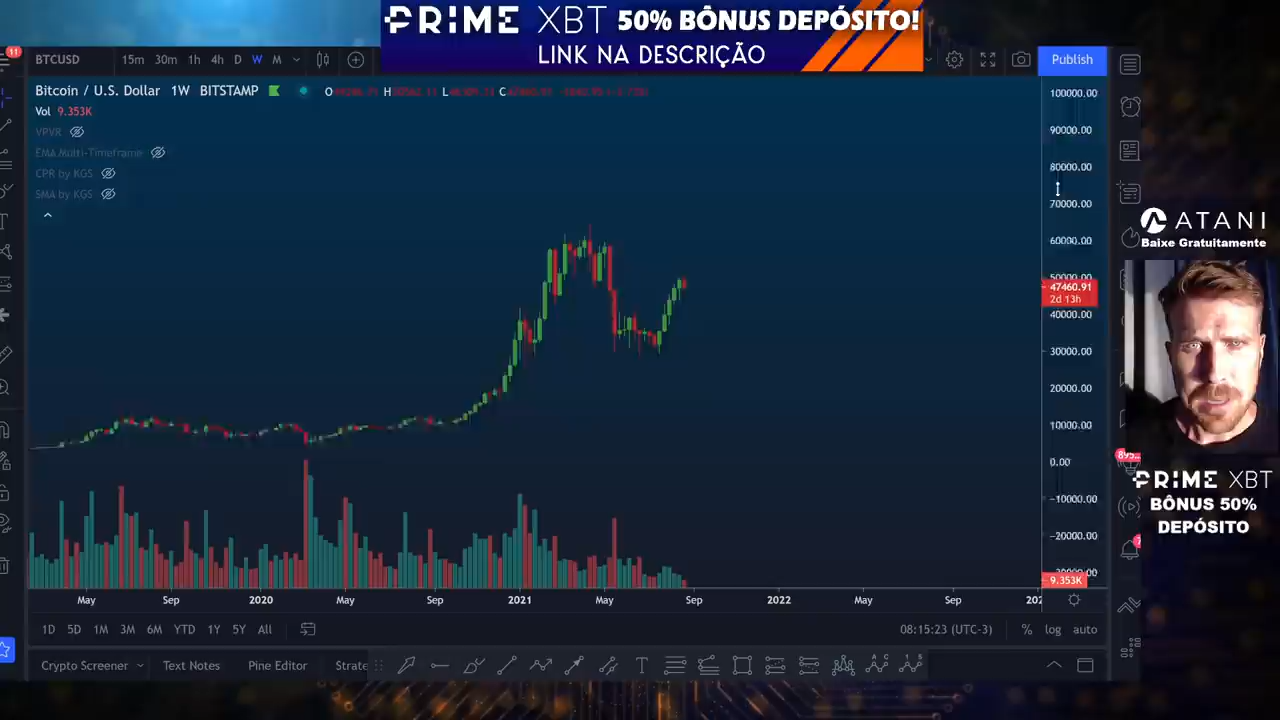 PRIME XBT 50% BÔNUS DEPÓSITO!
LINK NA DESCRIÇÃO
11
BTCUSD 15m 30m 1h 4h D W M
Publish
Bitcoin / U.S. Dollar 1W BITSTAMP
Vol 9.353K
VPVR
EMA Multi-Timeframe
CPR by KGS
SMA by KGS
100000.00
90000.00
80000.00
70000.00
60000.00
50000.00
47460.91
2d 13h
40000.00
30000.00
20000.00
10000.00
0.00
-10000.00
-20000.00
9.353K
May Sep 2020 May Sep 2021 May Sep 2022 May Sep
1D 5D 1M 3M 6M YTD 1Y 5Y All
08:15:23 (UTC-3) % log auto
Crypto Screener Text Notes Pine Editor Strate
ATANI
Baixe Gratuitamente
PRIME XBT
BÔNUS 50%
DEPÓSITO